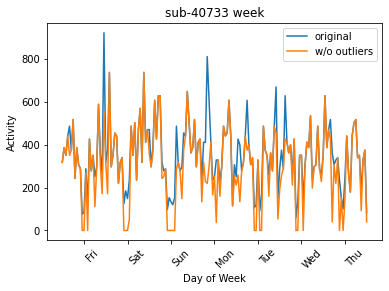 sub-40733 week
original
w/o outliers
Activity
800
600
400
200
0
Fri
Sat
Sun
Mon
Tue
Wed
Thu
Day of Week